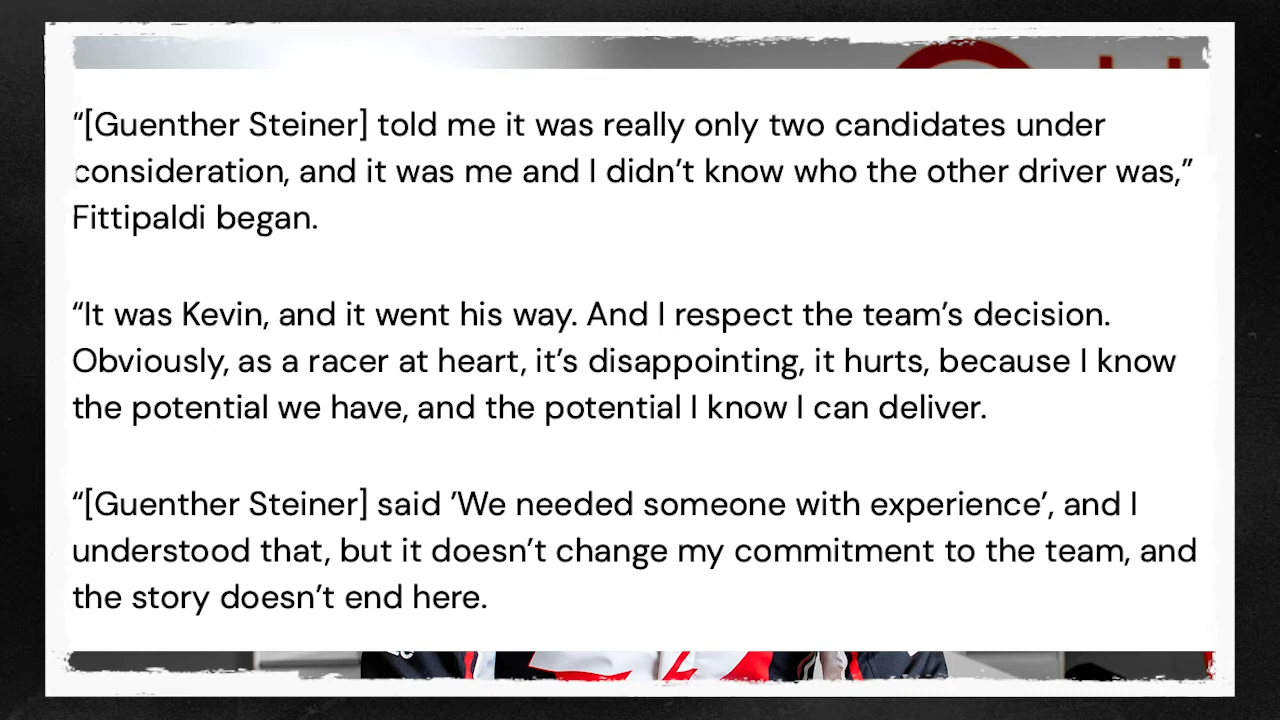 “[Guenther Steiner] told me it was really only two candidates under
consideration, and it was me and I didn’t know who the other driver was,”
Fittipaldi began.
“It was Kevin, and it went his way. And I respect the team’s decision.
Obviously, as a racer at heart, it’s disappointing, it hurts, because I know
the potential we have, and the potential I know I can deliver.
“[Guenther Steiner] said ’We needed someone with experience’, and I
understood that, but it doesn’t change my commitment to the team, and
the story doesn’t end here.